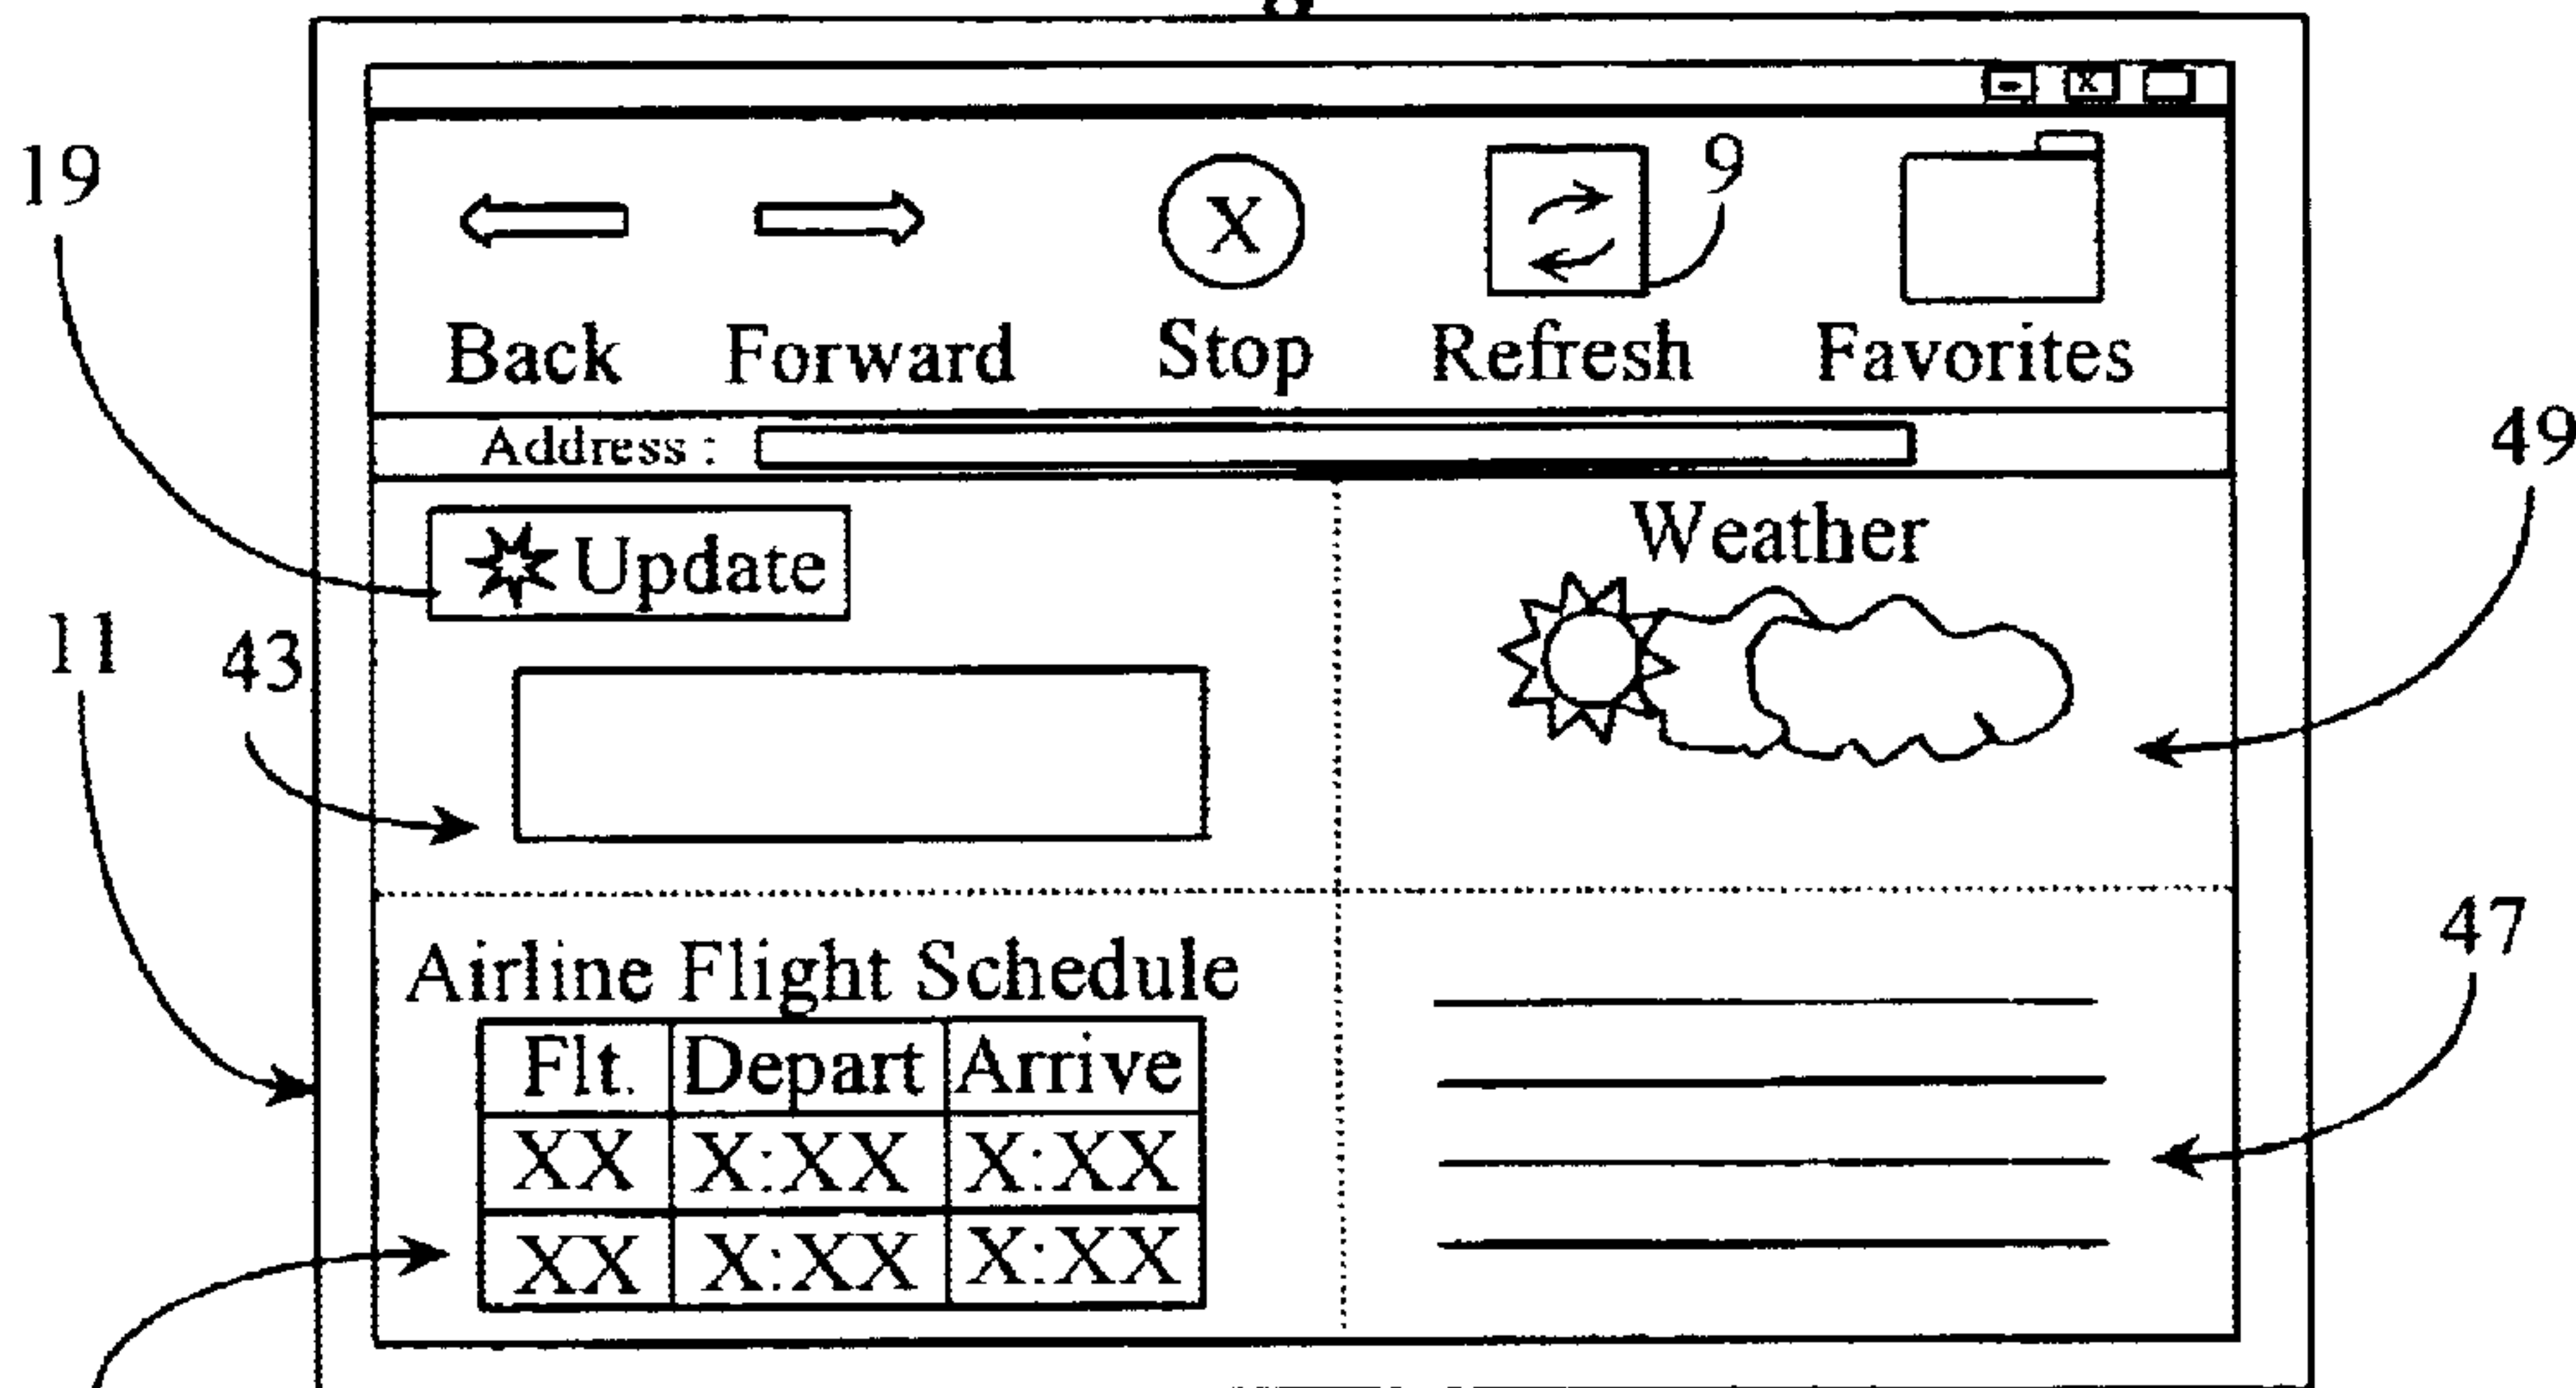 - X
19
X
9
Back Forward Stop Refresh Favorites
Address :
49
Update
Weather
11
43
47
Airline Flight Schedule
Flt. Depart Arrive
XX X:XX X:XX
XX X:XX X:XX